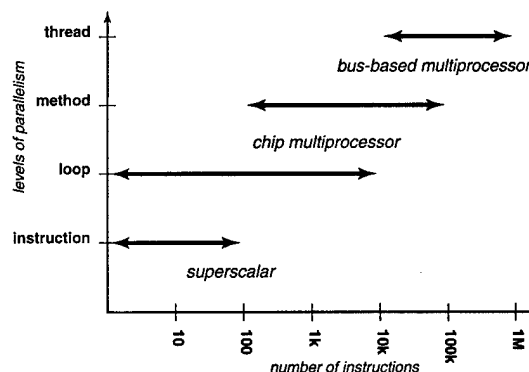 levels of parallelism
thread
bus-based multiprocessor
method
chip multiprocessor
loop
instruction
superscalar
10
100
1k
10k
100k
1M
number of instructions